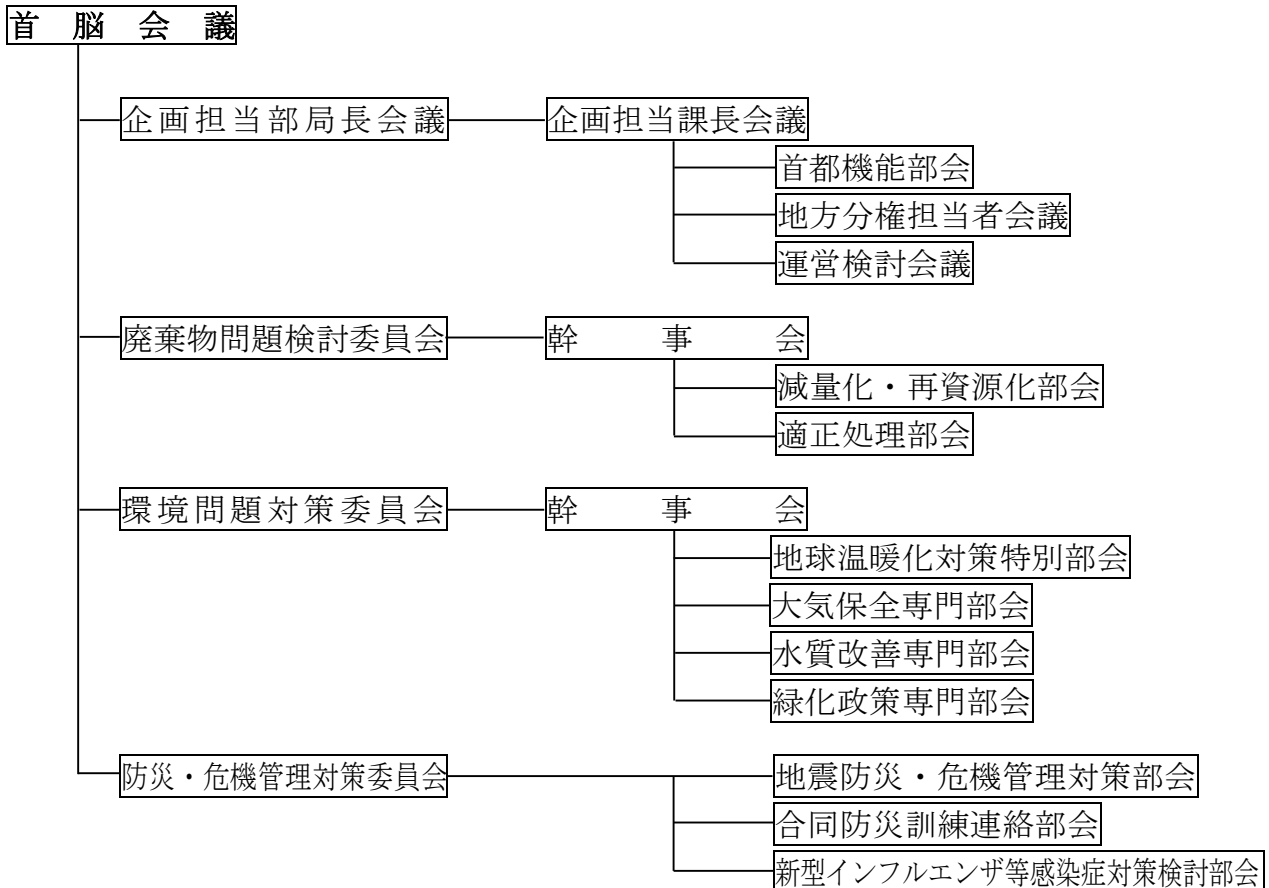 首脳会議
企画担当部局長会議
企画担当課長会議
首都機能部会
地方分権担当者会議
運営検討会議
廃棄物問題検討委員会
幹事会
減量化・再資源化部会
適正処理部会
環境問題対策委員会
幹事会
地球温暖化対策特別部会
大気保全専門部会
水質改善専門部会
緑化政策専門部会
防災・危機管理対策委員会
地震防災・危機管理対策部会
合同防災訓練連絡部会
新型インフルエンザ等感染症対策検討部会